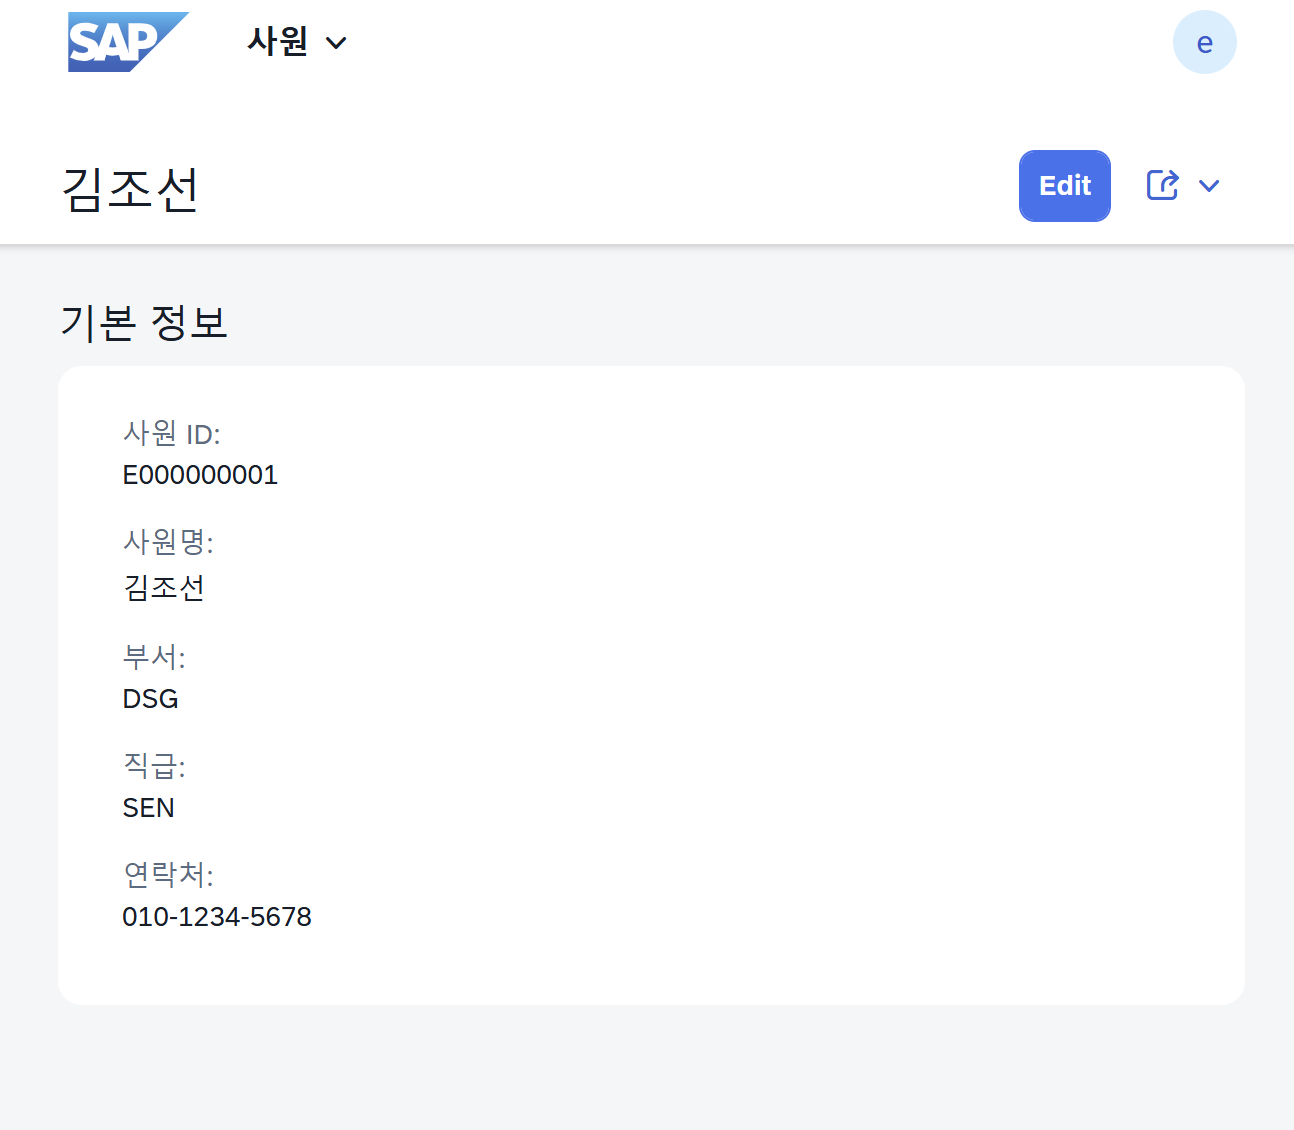 SAP 사원 e
김조선 Edit
기본 정보
사원 ID:
E000000001
사원명:
김조선
부서:
DSG
직급:
SEN
연락처:
010-1234-5678